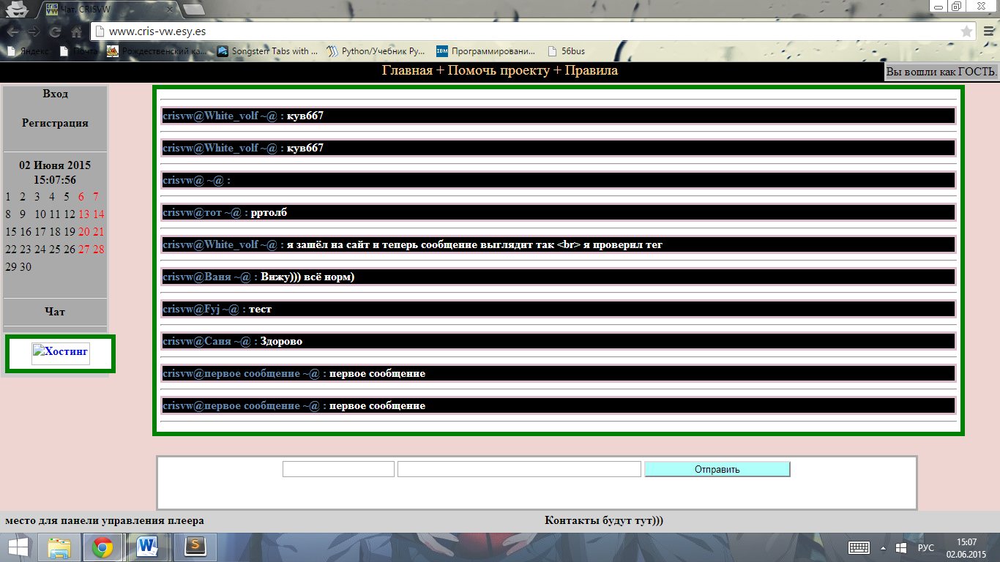 Чат. CRISVW
www.cris-vw.esy.es
Яндекс Почта Рождественский ка... Songsterr Tabs with ... Python/Учебник Py... Программировани... 56bus
Главная + Помочь проекту + Правила
Вы вошли как ГОСТЬ.
Вход
Регистрация
02 Июня 2015
15:07:56
1 2 3 4 5 6 7
8 9 10 11 12 13 14
15 16 17 18 19 20 21
22 23 24 25 26 27 28
29 30
Чат
Хостинг
crisvw@White_volf ~@ : кув667
crisvw@White_volf ~@ : кув667
crisvw@ ~@ :
crisvw@тот ~@ : рртолб
crisvw@White_volf ~@ : я зашёл на сайт и теперь сообщение выглядит так <br> я проверил тег
crisvw@Ваня ~@ : Вижу))) всё норм)
crisvw@Fyj ~@ : тест
crisvw@Саня ~@ : Здорово
crisvw@первое сообщение ~@ : первое сообщение
crisvw@первое сообщение ~@ : первое сообщение
Отправить
место для панели управления плеера
Контакты будут тут)))
РУС
15:07
02.06.2015